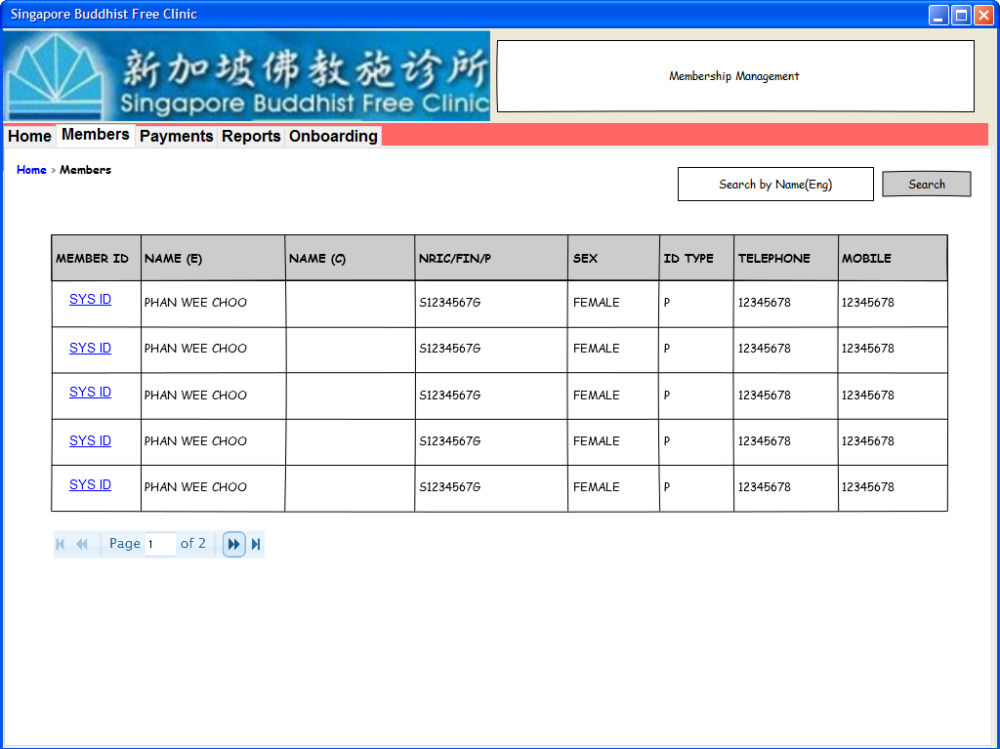 Singapore Buddhist Free Clinic
新加坡佛教施诊所
Singapore Buddhist Free Clinic
Membership Management
Home Members Payments Reports Onboarding
Home > Members
Search by Name(Eng) Search
MEMBER ID NAME (E) NAME (C) NRIC/FIN/P SEX ID TYPE TELEPHONE MOBILE
SYS ID PHAN WEE CHOO S1234567G FEMALE P 12345678 12345678
SYS ID PHAN WEE CHOO S1234567G FEMALE P 12345678 12345678
SYS ID PHAN WEE CHOO S1234567G FEMALE P 12345678 12345678
SYS ID PHAN WEE CHOO S1234567G FEMALE P 12345678 12345678
SYS ID PHAN WEE CHOO S1234567G FEMALE P 12345678 12345678
Page 1 of 2